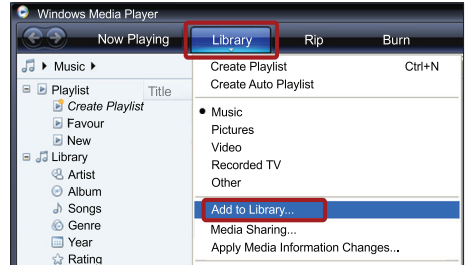 Windows Media Player
Now Playing Library Rip Burn
Music
Playlist Title
Create Playlist
Favour
New
Library
Artist
Album
Songs
Genre
Year
Rating
Create Playlist Ctrl+N
Create Auto Playlist
Music
Pictures
Video
Recorded TV
Other
Add to Library...
Media Sharing...
Apply Media Information Changes...